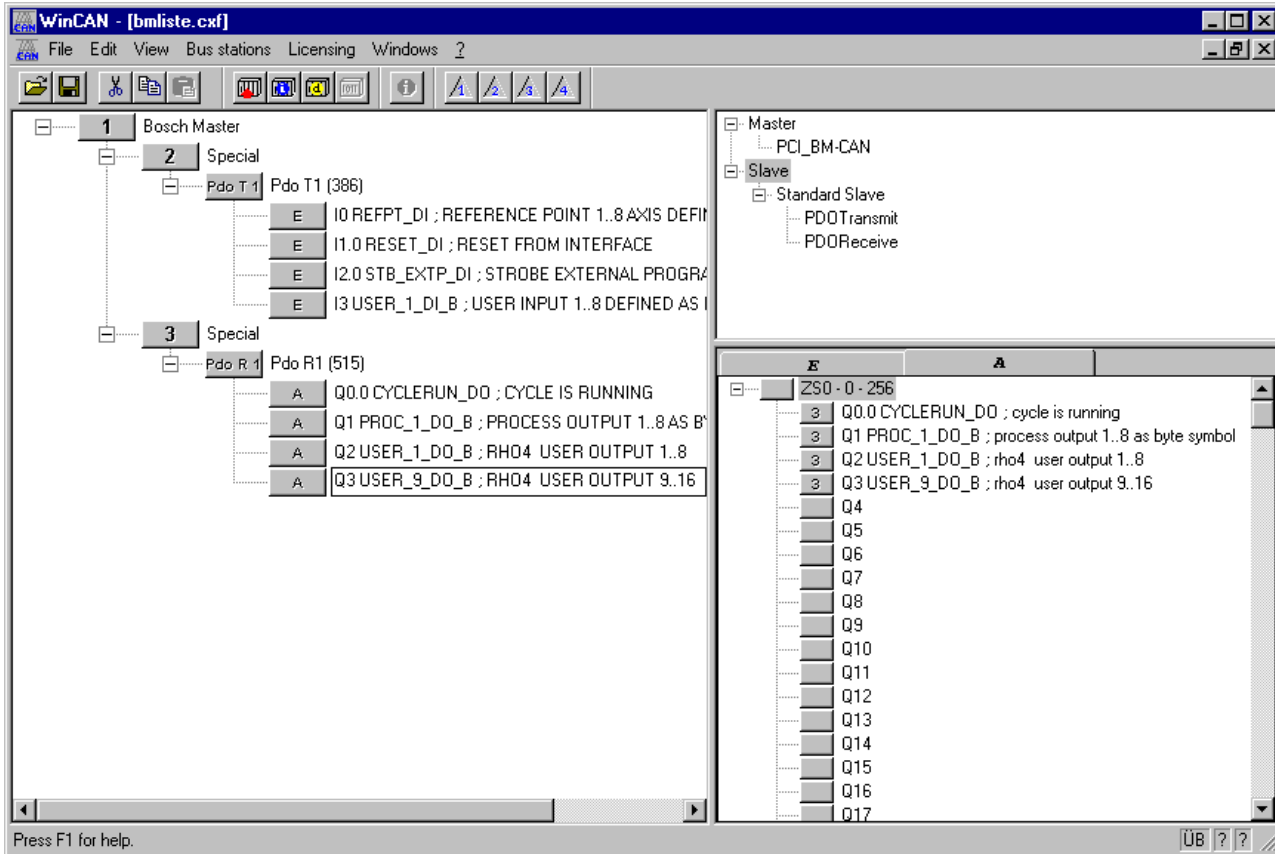 WinCAN - [bmliste.cxf]
File Edit View Bus stations Licensing Windows ?
1 2 3 4
1 Bosch Master
2 Special
Pdo T 1 Pdo T1 (386)
E I0 REFPT_DI ; REFERENCE POINT 1..8 AXIS DEFI
E I1.0 RESET_DI ; RESET FROM INTERFACE
E I2.0 STB_EXTP_DI ; STROBE EXTERNAL PROGRA
E I3 USER_1_DI_B ; USER INPUT 1..8 DEFINED AS
3 Special
Pdo R 1 Pdo R1 (515)
A Q0.0 CYCLERUN_DO ; CYCLE IS RUNNING
A Q1 PROC_1_DO_B ; PROCESS OUTPUT 1..8 AS B
A Q2 USER_1_DO_B ; RHO4 USER OUTPUT 1..8
A Q3 USER_9_DO_B ; RHO4 USER OUTPUT 9..16
Master
PCI_BM-CAN
Slave
Standard Slave
PDOTransmit
PDOReceive
E A
ZS0 - 0 - 256
3 Q0.0 CYCLERUN_DO ; cycle is running
3 Q1 PROC_1_DO_B ; process output 1..8 as byte symbol
3 Q2 USER_1_DO_B ; rho4 user output 1..8
3 Q3 USER_9_DO_B ; rho4 user output 9..16
Q4
Q5
Q6
Q7
Q8
Q9
Q10
Q11
Q12
Q13
Q14
Q15
Q16
Q17
Press F1 for help.
ÜB ? ?